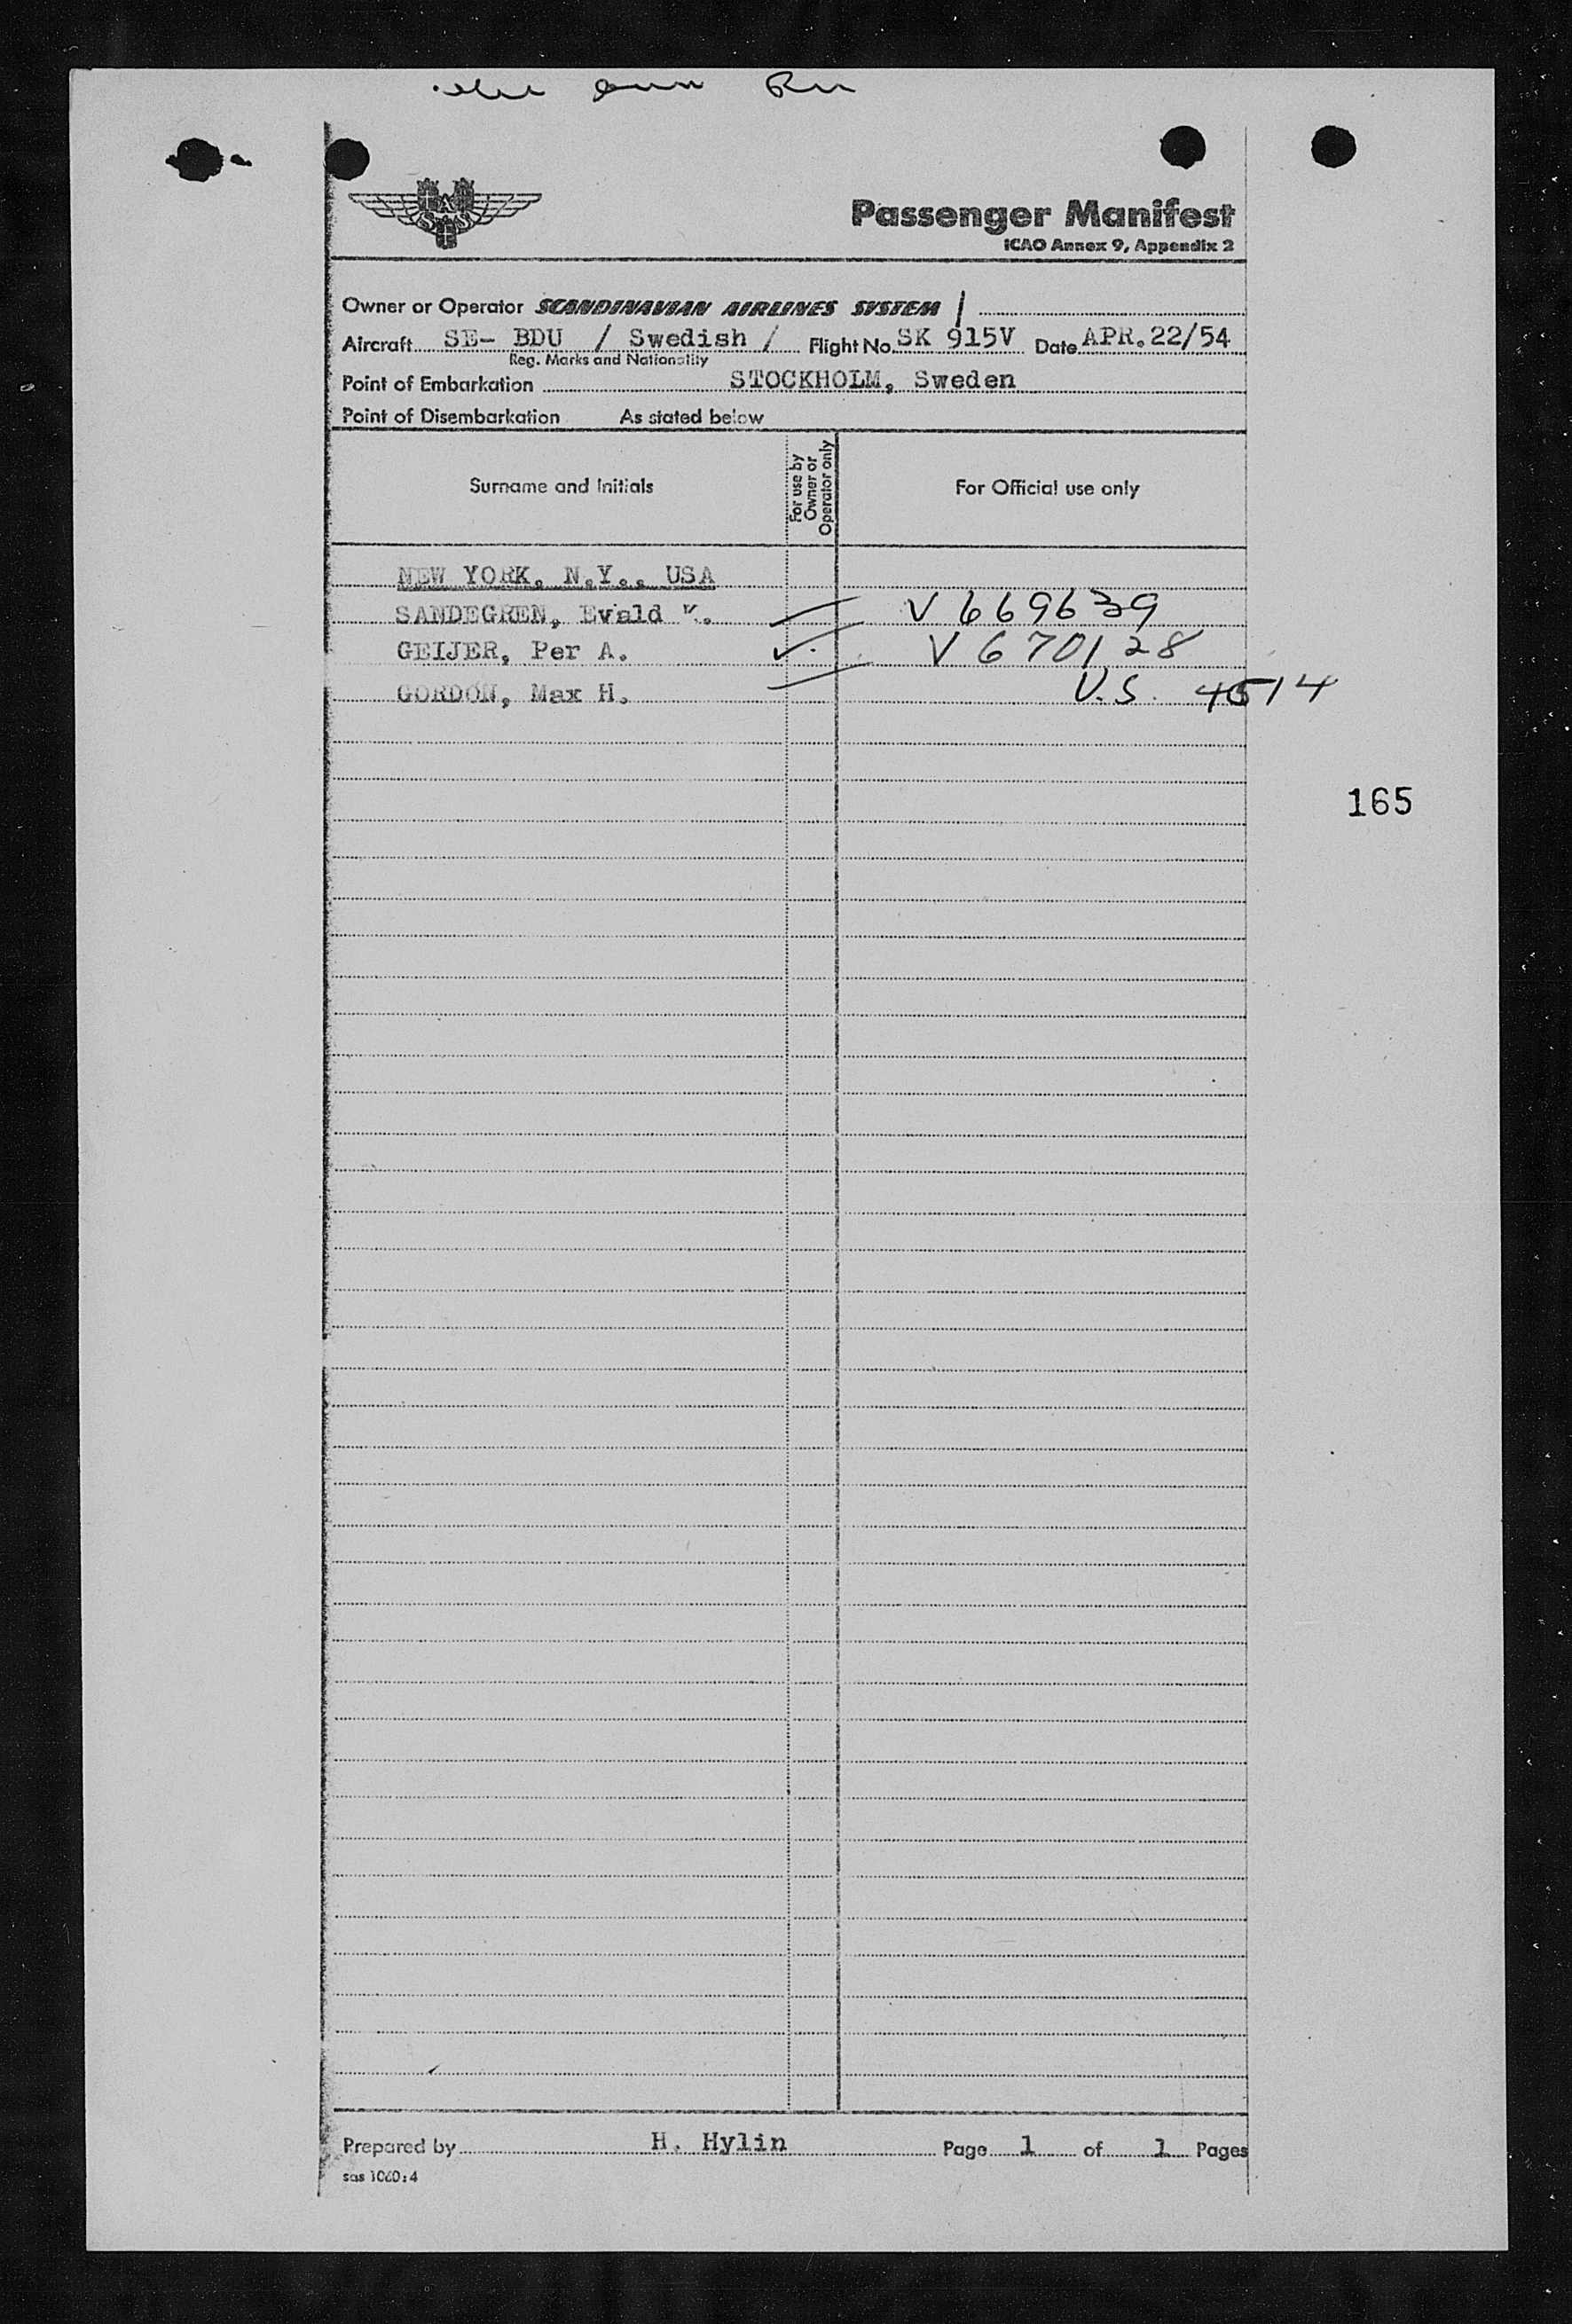 Passenger Manifest
ICAO Annex 9, Appendix 2
Owner or Operator SCANDINAVIAN AIRLINES SYSTEM /
Aircraft SE- BDU / Swedish / Flight No. SK 915V Date APR. 22/54
Reg. Marks and Nationality
Point of Embarkation STOCKHOLM, Sweden
Point of Disembarkation As stated below
Surname and Initials
For use by
Owner or
Operator only
For Official use only
NEW YORK, N.Y., USA
SANDEGREN, Evald V 669639
GEIJER, Per A. ✓ V 670128
GORDON, Max H. U.S. 4514
165
Prepared by H. Hylin Page 1 of 1 Pages
sas 1060:4